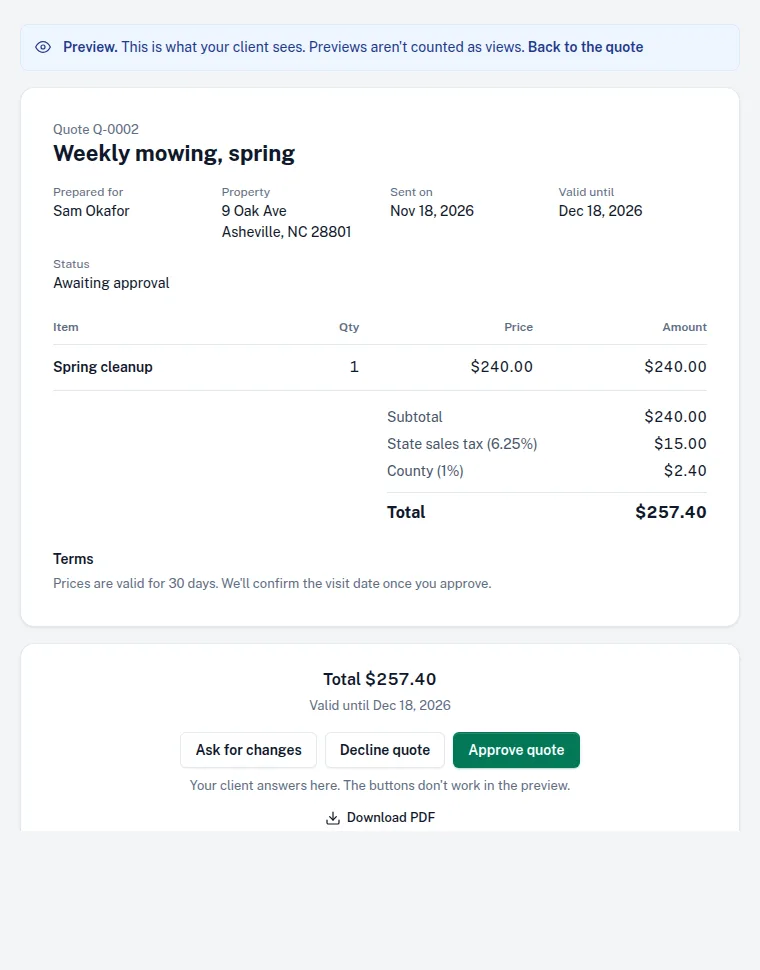 Preview. This is what your client sees. Previews aren't counted as views. Back to the quote
Quote Q-0002
Weekly mowing, spring
Prepared for
Sam Okafor
Property
9 Oak Ave
Asheville, NC 28801
Sent on
Nov 18, 2026
Valid until
Dec 18, 2026
Status
Awaiting approval
Item Qty Price Amount
Spring cleanup 1 $240.00 $240.00
Subtotal $240.00
State sales tax (6.25%) $15.00
County (1%) $2.40
Total $257.40
Terms
Prices are valid for 30 days. We'll confirm the visit date once you approve.
Total $257.40
Valid until Dec 18, 2026
Ask for changes Decline quote Approve quote
Your client answers here. The buttons don't work in the preview.
Download PDF